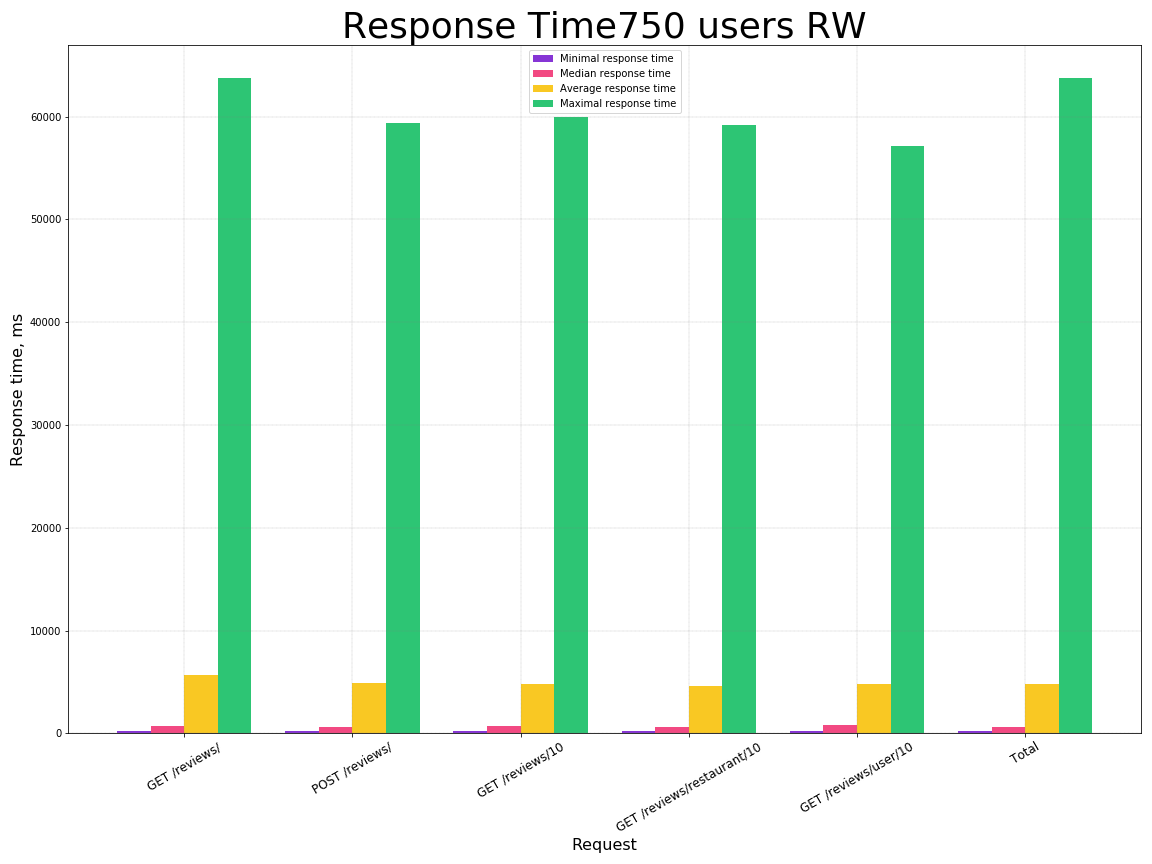 Response Time750 users RW
Minimal response time
Median response time
Average response time
Maximal response time
Response time, ms
60000
50000
40000
30000
20000
10000
0
GET /reviews/
POST /reviews/
GET /reviews/10
GET /reviews/restaurant/10
GET /reviews/user/10
Total
Request